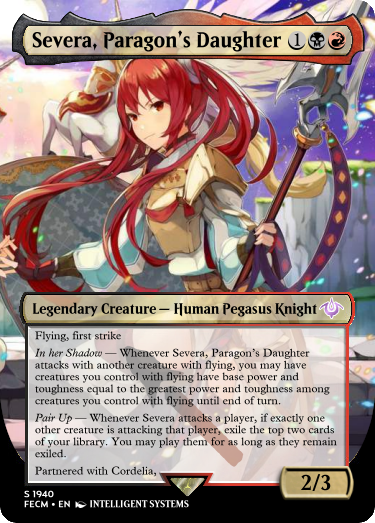 Severa, Paragon's Daughter 1
Legendary Creature — Human Pegasus Knight
Flying, first strike
In her Shadow — Whenever Severa, Paragon's Daughter
attacks with another creature with flying, you may have
creatures you control with flying have base power and
toughness equal to the greatest power and toughness among
creatures you control with flying until end of turn.
Pair Up — Whenever Severa attacks a player, if exactly one
other creature is attacking that player, exile the top two cards
of your library. You may play them for as long as they remain
exiled.
Partnered with Cordelia,
2/3
S 1940
FECM • EN INTELLIGENT SYSTEMS